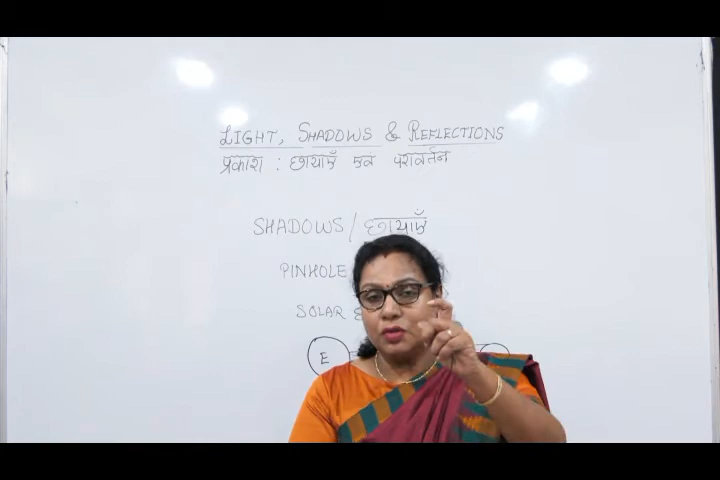 LIGHT, SHADOWS & REFLECTIONS
प्रकाश : छायाएँ एवं परावर्तन
SHADOWS / छायाएँ
PINHOLE
SOLAR
E